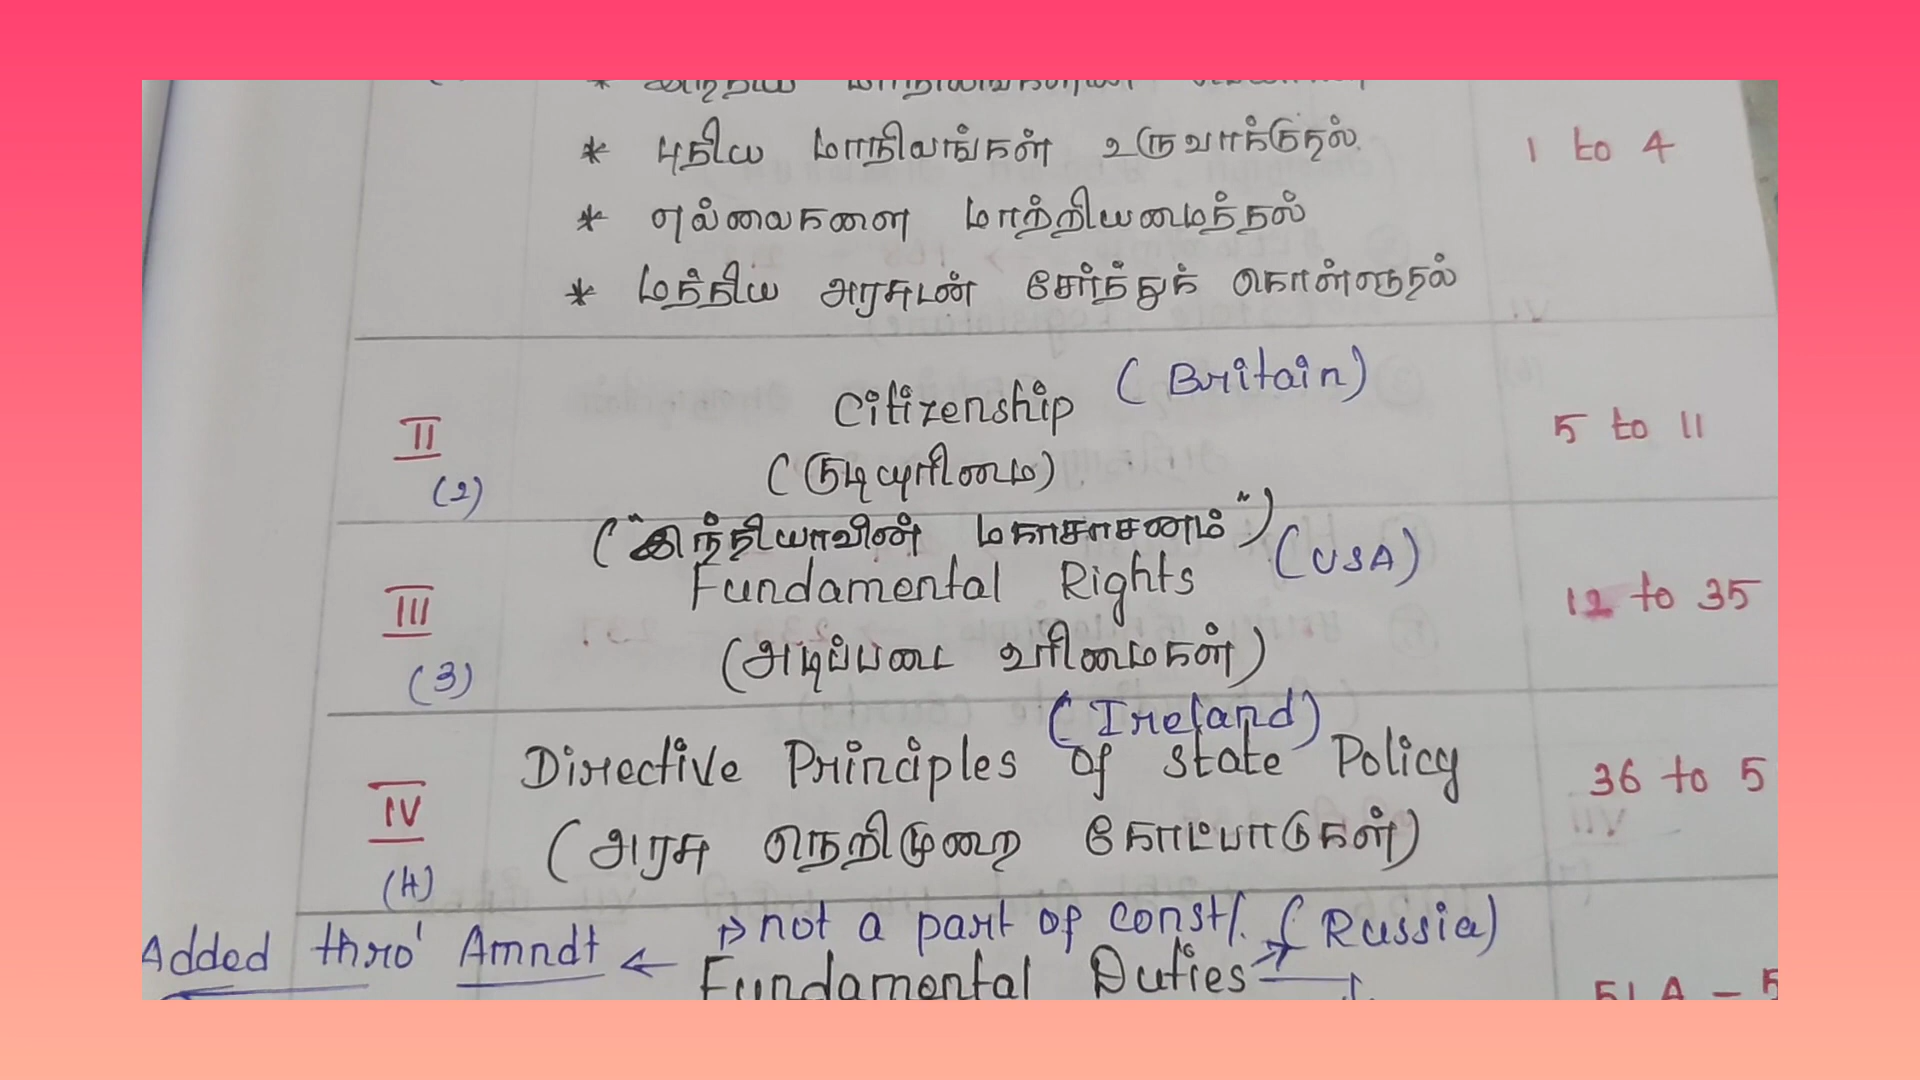 * புதிய மாநிலங்கள் உருவாக்குதல். 1 to 4
* எல்லைகளை மாற்றியமைத்தல்
* மத்திய அரசுடன் சேர்த்துக் கொள்ளுதல்
Citizenship (Britain)
II (2) 5 to 11
(குடியுரிமை)
("இந்தியாவின் மகாசாசனம்")
Fundamental Rights (USA)
III (3) 12 to 35
(அடிப்படை உரிமைகள்)
(Ireland)
Directive Principles of State Policy
IV (4) 36 to 5
(அரசு நெறிமுறை கோட்பாடுகள்)
not a part of const/. (Russia)
Added thro' Amndt ← Fundamental Duties
51 A -